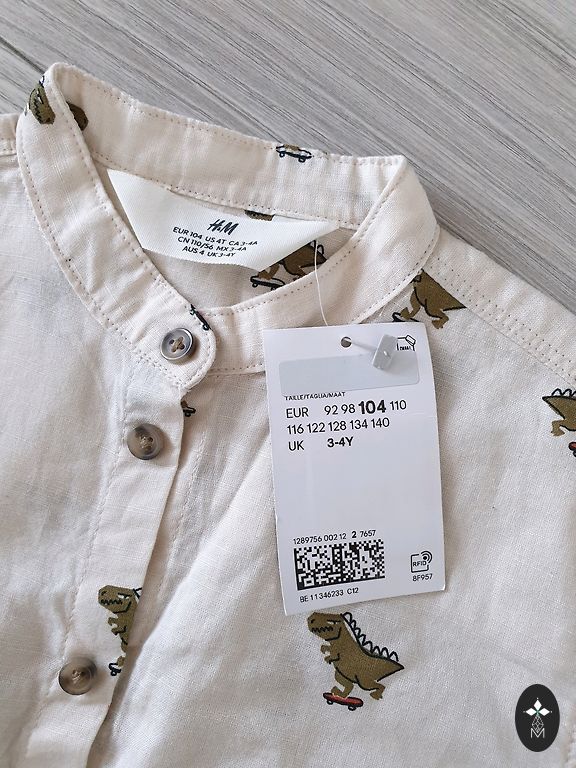 H&M
EUR 104 US 4T CA 3-4A
CN 110/56 MX 3-4A
AUS 4 UK 3-4Y
TAILLE/TAGLIA/MAAT
EUR 92 98 104 110
116 122 128 134 140
UK 3-4Y
1289756 002 12 2 7657
RFID
8F957
BE 11346233 C12
M